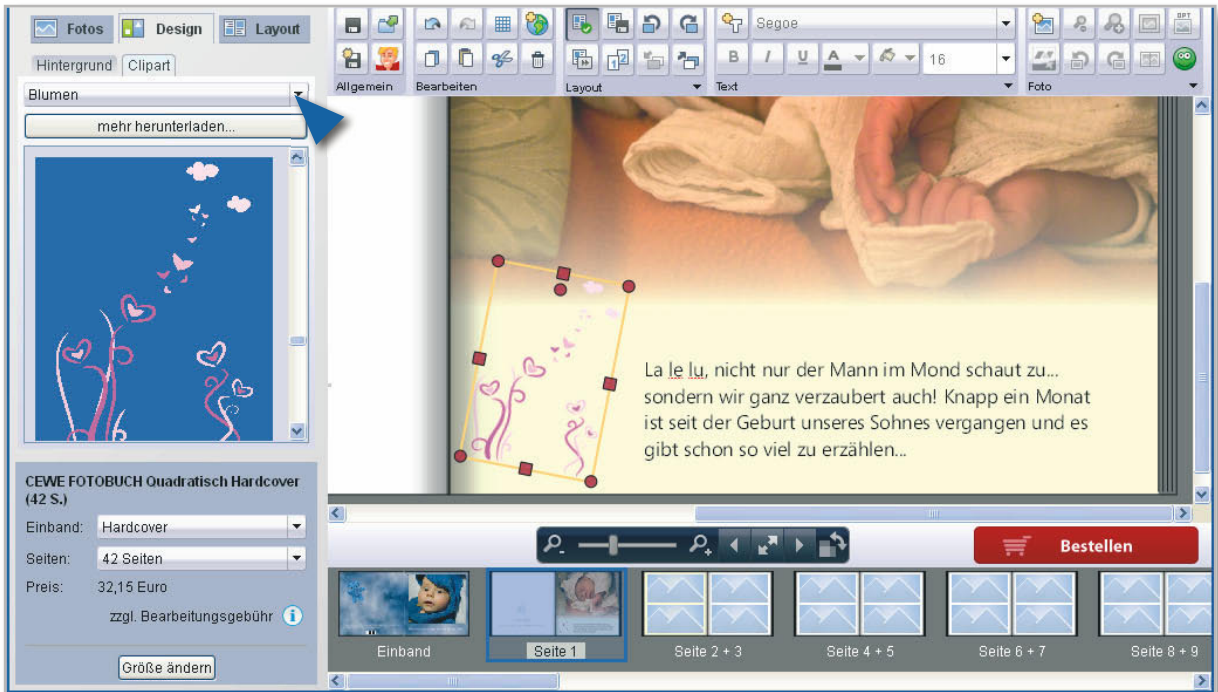 Fotos Design Layout
Hintergrund Clipart
Blumen
mehr herunterladen...
CEWE FOTOBUCH Quadratisch Hardcover
(42 S.)
Einband: Hardcover
Seiten: 42 Seiten
Preis: 32,15 Euro
zzgl. Bearbeitungsgebühr i
Größe ändern
Segoe
OPT
1 2
B I U A 16
Allgemein Bearbeiten Layout Text Foto
La le lu, nicht nur der Mann im Mond schaut zu...
sondern wir ganz verzaubert auch! Knapp ein Monat
ist seit der Geburt unseres Sohnes vergangen und es
gibt schon so viel zu erzählen...
Bestellen
Einband Seite 1 Seite 2 + 3 Seite 4 + 5 Seite 6 + 7 Seite 8 + 9